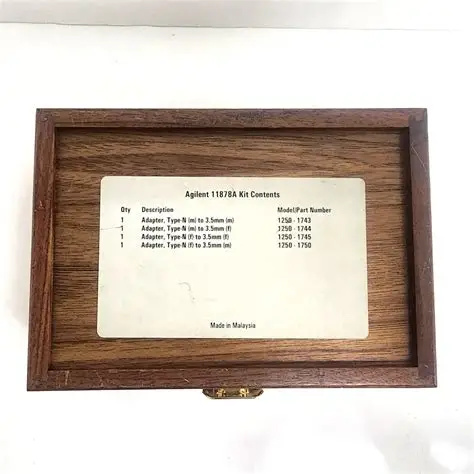 Agilent 11878A Kit Contents
Qty Description Model/Part Number
1 Adapter, Type-N (m) to 3.5mm (m) 1250 - 1743
1 Adapter, Type-N (m) to 3.5mm (f) 1250 - 1744
1 Adapter, Type-N (f) to 3.5mm (f) 1250 - 1745
1 Adapter, Type-N (f) to 3.5mm (m) 1250 - 1750
Made in Malaysia